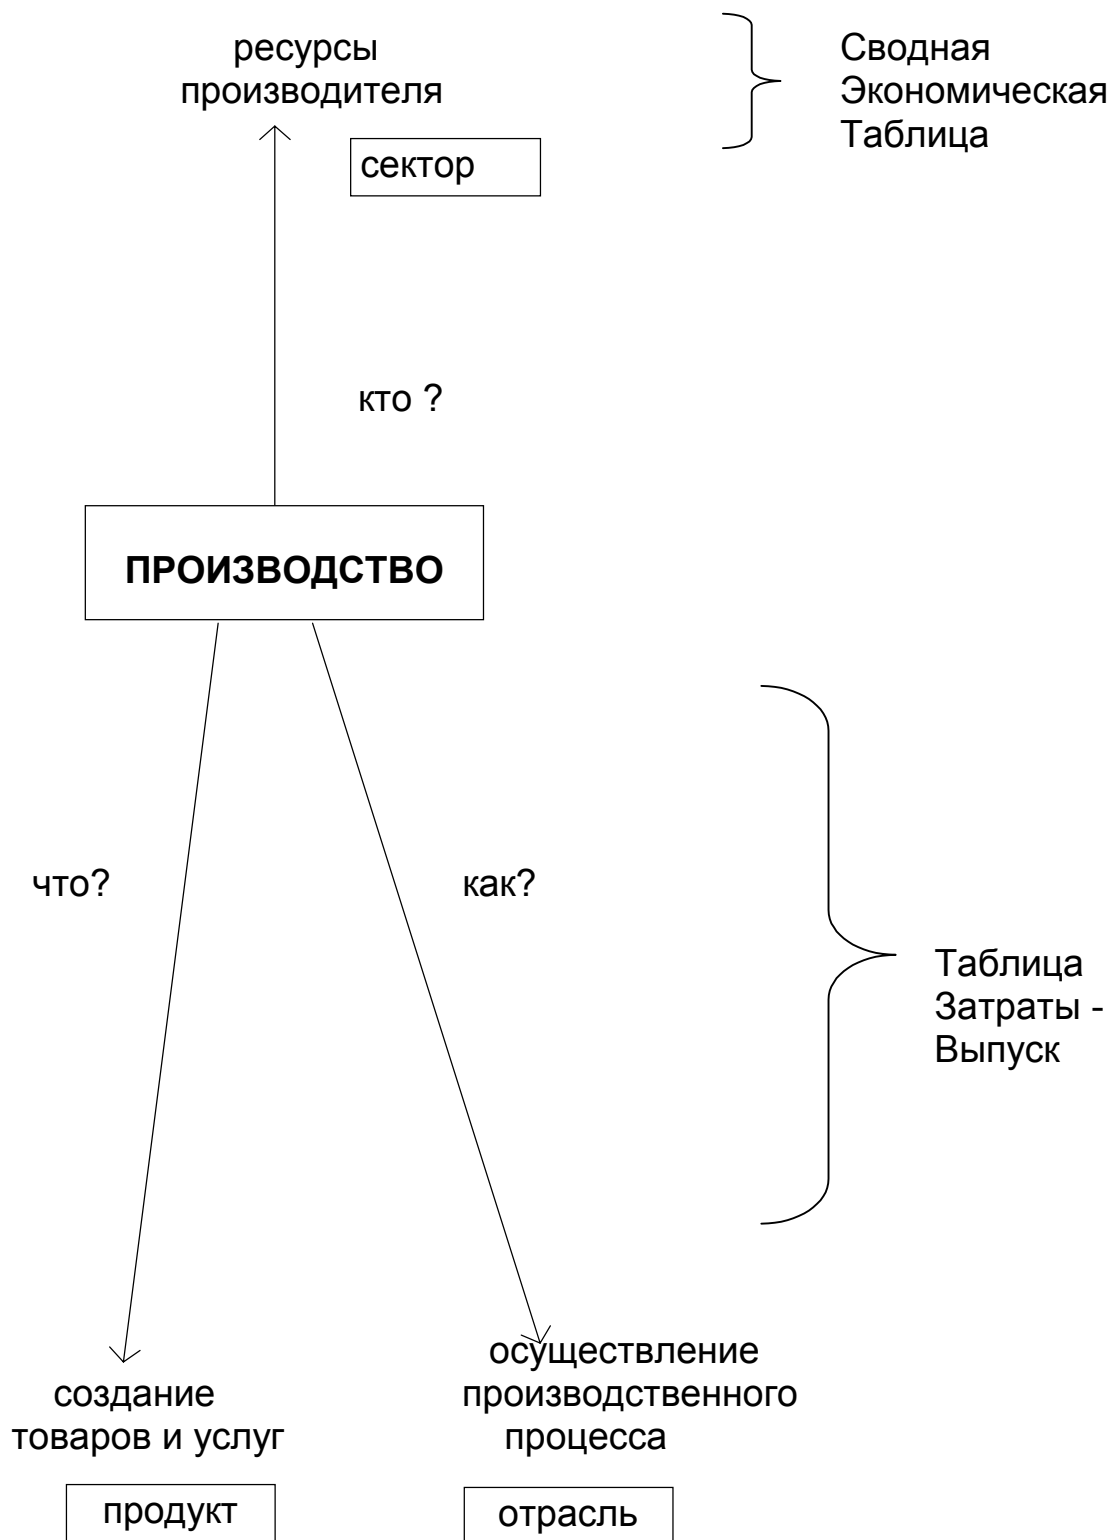 ресурсы
производителя
Сводная
Экономическая
Таблица
сектор
кто ?
ПРОИЗВОДСТВО
что?
как?
Таблица
Затраты -
Выпуск
создание
товаров и услуг
продукт
осуществление
производственного
процесса
отрасль